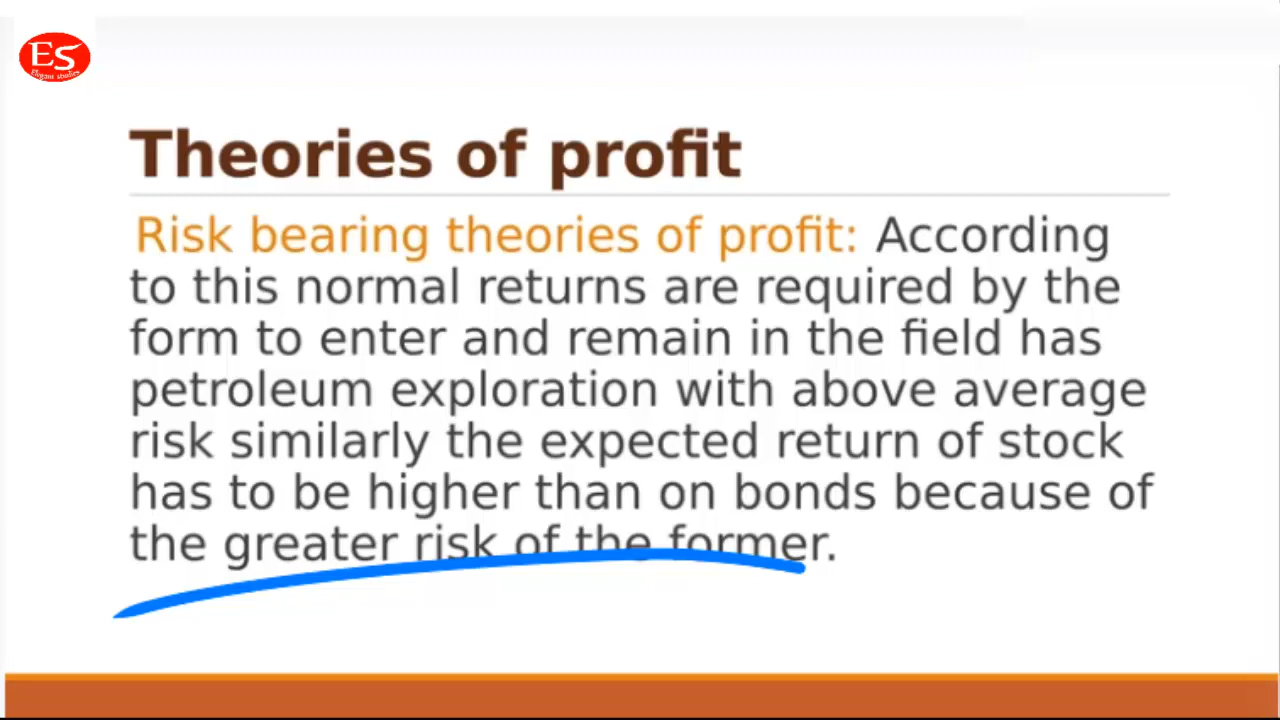 ES
Elegant studies
Theories of profit
Risk bearing theories of profit: According
to this normal returns are required by the
form to enter and remain in the field has
petroleum exploration with above average
risk similarly the expected return of stock
has to be higher than on bonds because of
the greater risk of the former.